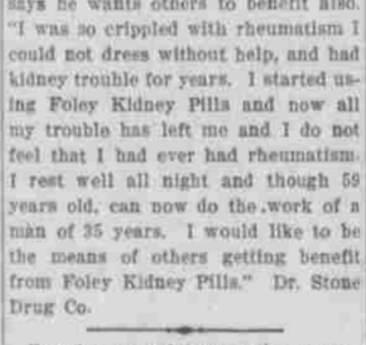 says he wants others to benefit also.
"I was so crippled with rheumatism I
could not dress without help, and had
kidney trouble for years. I started us-
ing Foley Kidney Pills and now all
my trouble has left me and I do not
feel that I had ever had rheumatism.
I rest well all night and though 59
years old, can now do the work of a
man of 35 years. I would like to be
the means of others getting benefit
from Foley Kidney Pills." Dr. Stone
Drug Co.